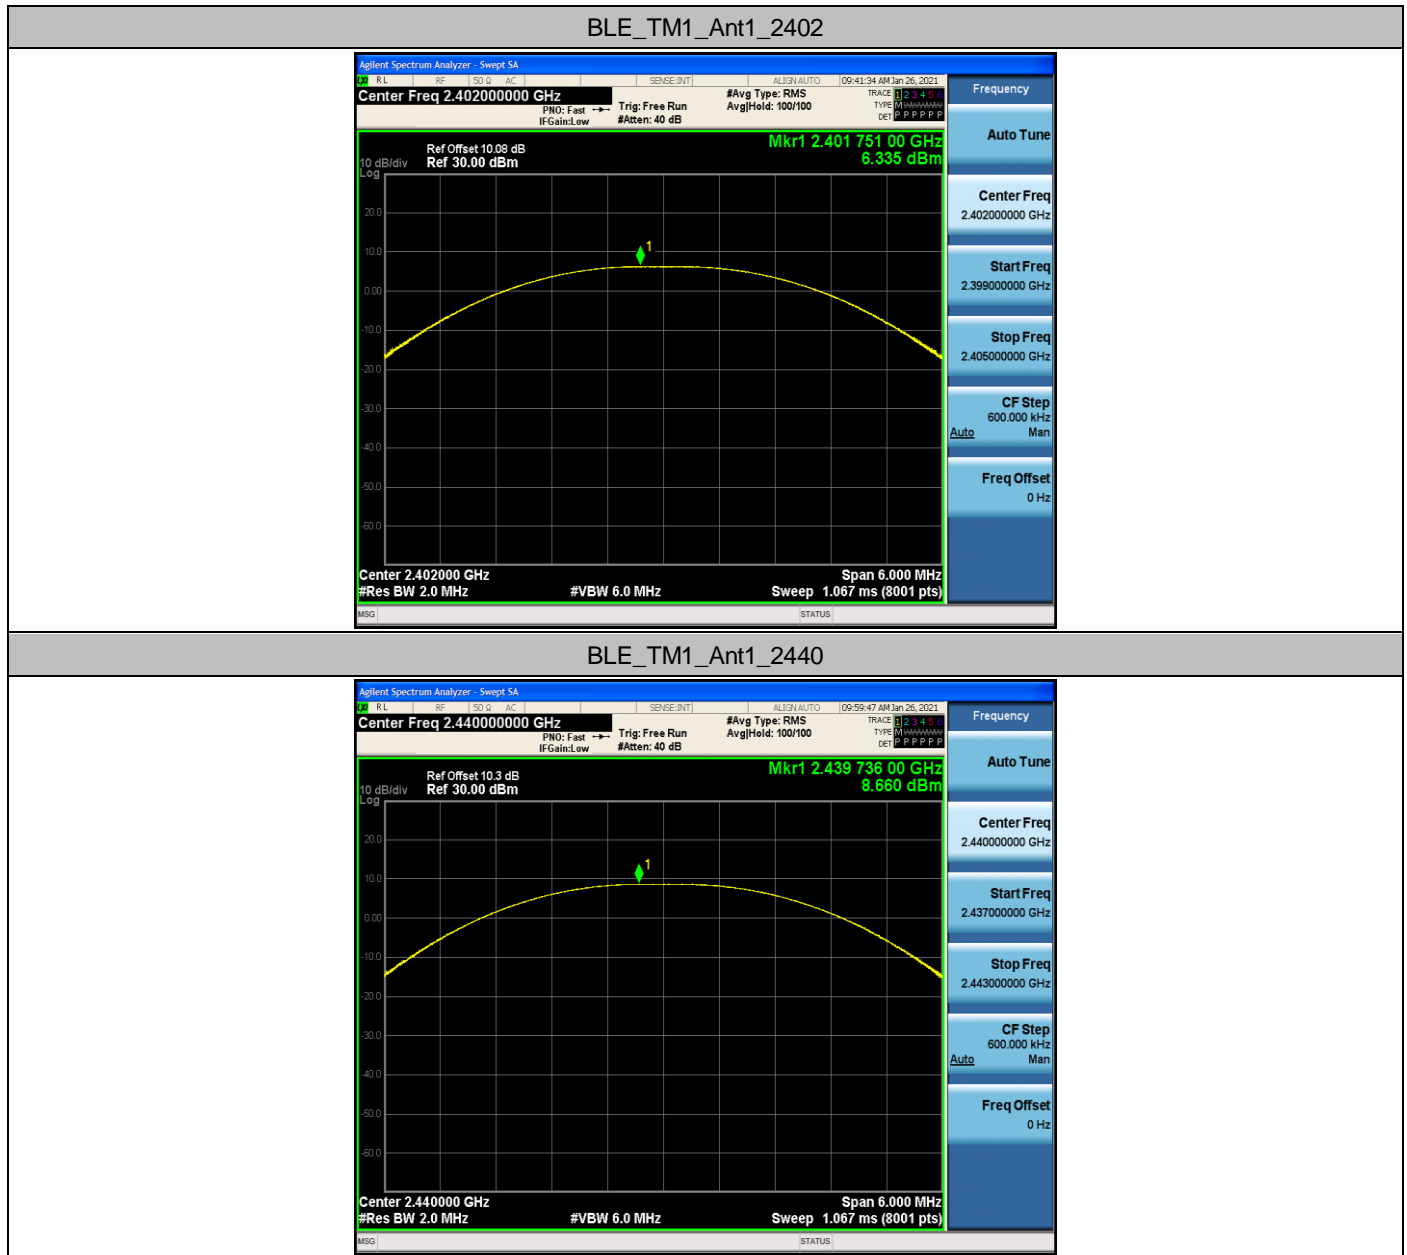 BLE_TM1_Ant1_2402
Agilent Spectrum Analyzer - Swept SA
LXI RL RF 50 Ω AC SENSE:INT ALIGN AUTO 09:41:34 AM Jan 26, 2021
Center Freq 2.402000000 GHz
PNO: Fast
IFGain:Low
Trig: Free Run
#Atten: 40 dB
#Avg Type: RMS
Avg|Hold: 100/100
TRACE 1 2 3 4 5 6
TYPE M WWWWW
DET P P P P P P
Frequency
Mkr1 2.401 751 00 GHz
6.335 dBm
Ref Offset 10.08 dB
10 dB/div Ref 30.00 dBm
Log
20.0
10.0
0.00
-10.0
-20.0
-30.0
-40.0
-50.0
-60.0
1
Center 2.402000 GHz Span 6.000 MHz
#Res BW 2.0 MHz #VBW 6.0 MHz Sweep 1.067 ms (8001 pts)
MSG STATUS
Auto Tune
Center Freq
2.402000000 GHz
Start Freq
2.399000000 GHz
Stop Freq
2.405000000 GHz
CF Step
600.000 kHz
Auto Man
Freq Offset
0 Hz
BLE_TM1_Ant1_2440
Agilent Spectrum Analyzer - Swept SA
LXI RL RF 50 Ω AC SENSE:INT ALIGN AUTO 09:59:47 AM Jan 26, 2021
Center Freq 2.440000000 GHz
PNO: Fast
IFGain:Low
Trig: Free Run
#Atten: 40 dB
#Avg Type: RMS
Avg|Hold: 100/100
TRACE 1 2 3 4 5 6
TYPE M WWWWW
DET P P P P P P
Frequency
Mkr1 2.439 736 00 GHz
8.660 dBm
Ref Offset 10.3 dB
10 dB/div Ref 30.00 dBm
Log
20.0
10.0
0.00
-10.0
-20.0
-30.0
-40.0
-50.0
-60.0
1
Center 2.440000 GHz Span 6.000 MHz
#Res BW 2.0 MHz #VBW 6.0 MHz Sweep 1.067 ms (8001 pts)
MSG STATUS
Auto Tune
Center Freq
2.440000000 GHz
Start Freq
2.437000000 GHz
Stop Freq
2.443000000 GHz
CF Step
600.000 kHz
Auto Man
Freq Offset
0 Hz